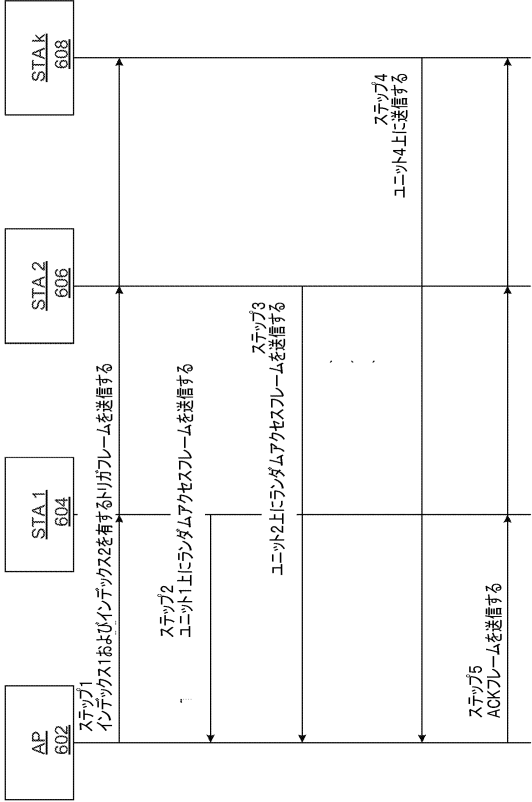 AP
602
STA 1
604
STA 2
606
STA k
608
ステップ1
インデックス1およびインデックス2を有するトリガフレームを送信する
ステップ2
ユニット1上にランダムアクセスフレームを送信する
ステップ3
ユニット2上にランダムアクセスフレームを送信する
ステップ4
ユニット4上に送信する
ステップ5
ACKフレームを送信する